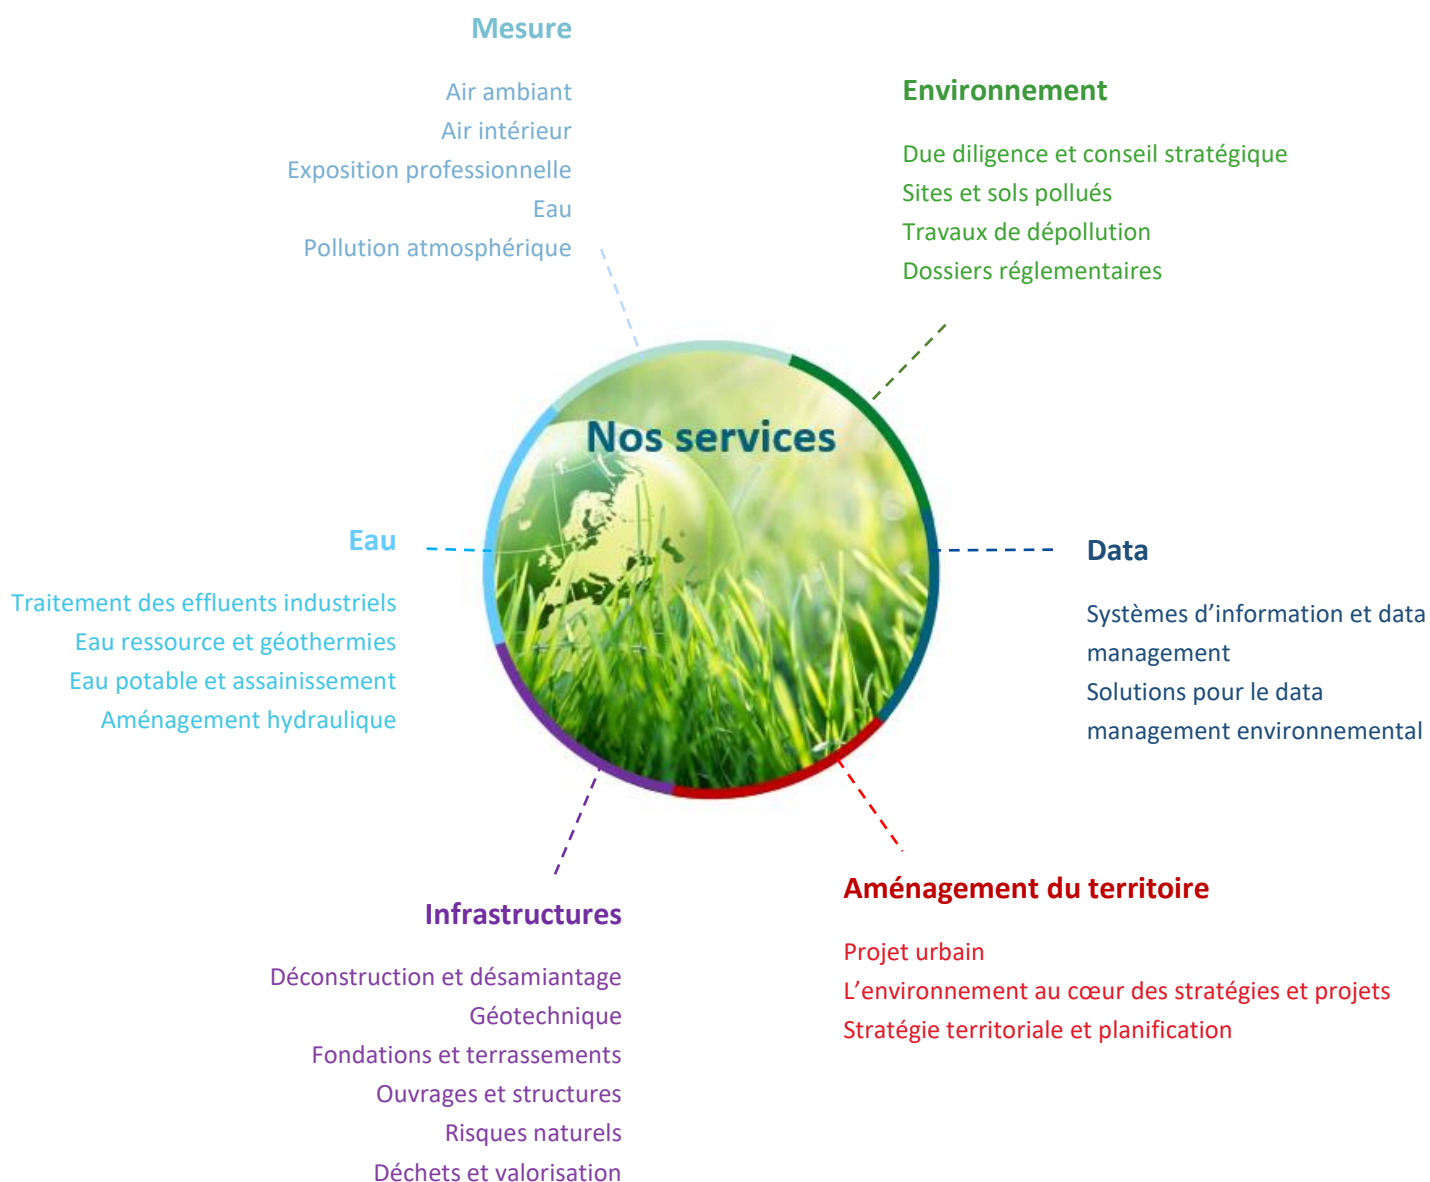 Mesure
Air ambiant
Air intérieur
Exposition professionnelle
Eau
Pollution atmosphérique
Environnement
Due diligence et conseil stratégique
Sites et sols pollués
Travaux de dépollution
Dossiers réglementaires
Nos services
Eau
Traitement des effluents industriels
Eau ressource et géothermies
Eau potable et assainissement
Aménagement hydraulique
Data
Systèmes d’information et data
management
Solutions pour le data
management environnemental
Infrastructures
Déconstruction et désamiantage
Géotechnique
Fondations et terrassements
Ouvrages et structures
Risques naturels
Déchets et valorisation
Aménagement du territoire
Projet urbain
L’environnement au cœur des stratégies et projets
Stratégie territoriale et planification